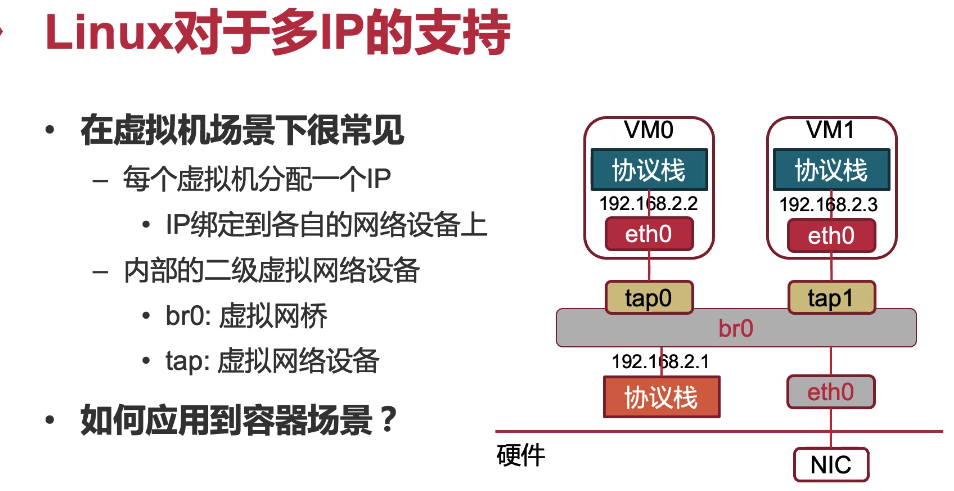 Linux对于多IP的支持
• 在虚拟机场景下很常见
– 每个虚拟机分配一个IP
• IP绑定到各自的网络设备上
– 内部的二级虚拟网络设备
• br0: 虚拟网桥
• tap: 虚拟网络设备
• 如何应用到容器场景？
VM0
协议栈
192.168.2.2
eth0
tap0
VM1
协议栈
192.168.2.3
eth0
tap1
br0
192.168.2.1
协议栈
eth0
硬件
NIC